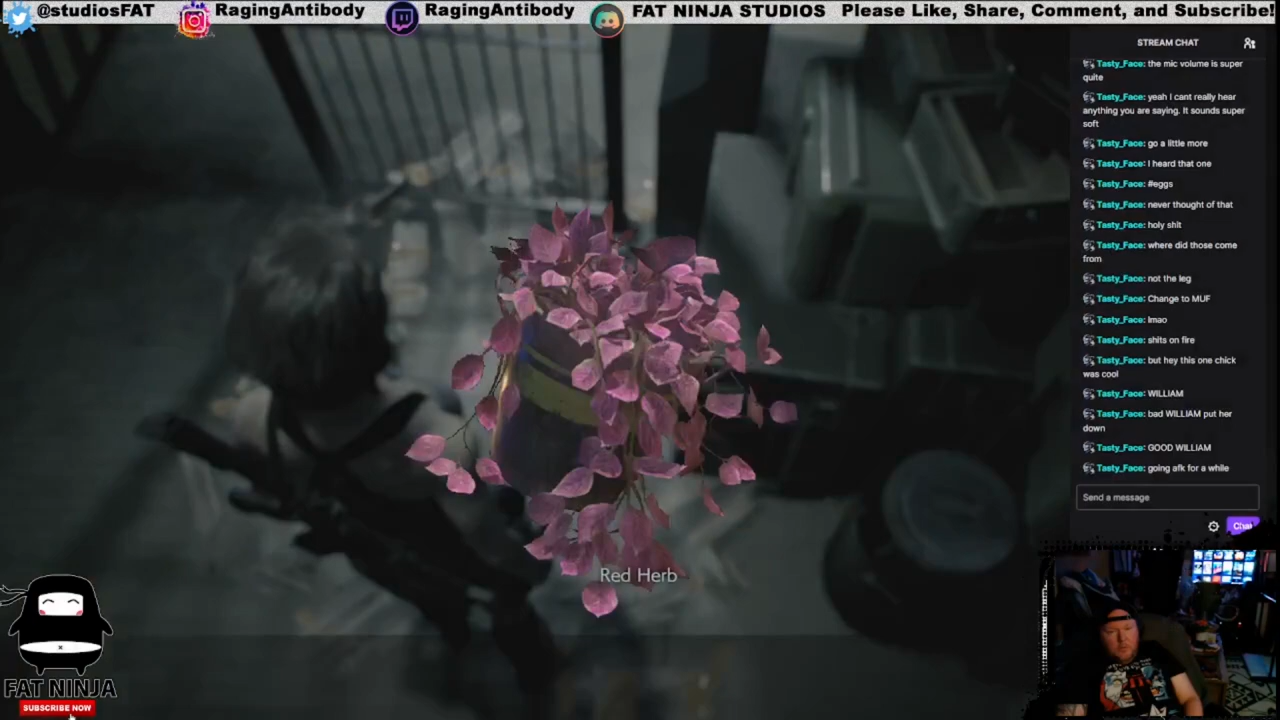 @studiosFAT RagingAntibody RagingAntibody FAT NINJA STUDIOS Please Like, Share, Comment, and Subscribe!
STREAM CHAT
Tasty_Face: the mic volume is super
quite
Tasty_Face: yeah I cant really hear
anything you are saying. It sounds super
soft
Tasty_Face: go a little more
Tasty_Face: I heard that one
Tasty_Face: #eggs
Tasty_Face: never thought of that
Tasty_Face: holy shit
Tasty_Face: where did those come
from
Tasty_Face: not the leg
Tasty_Face: Change to MUF
Tasty_Face: lmao
Tasty_Face: shits on fire
Tasty_Face: but hey this one chick
was cool
Tasty_Face: WILLIAM
Tasty_Face: bad WILLIAM put her
down
Tasty_Face: GOOD WILLIAM
Tasty_Face: going afk for a while
Send a message
Chat
Red Herb
FAT NINJA
SUBSCRIBE NOW